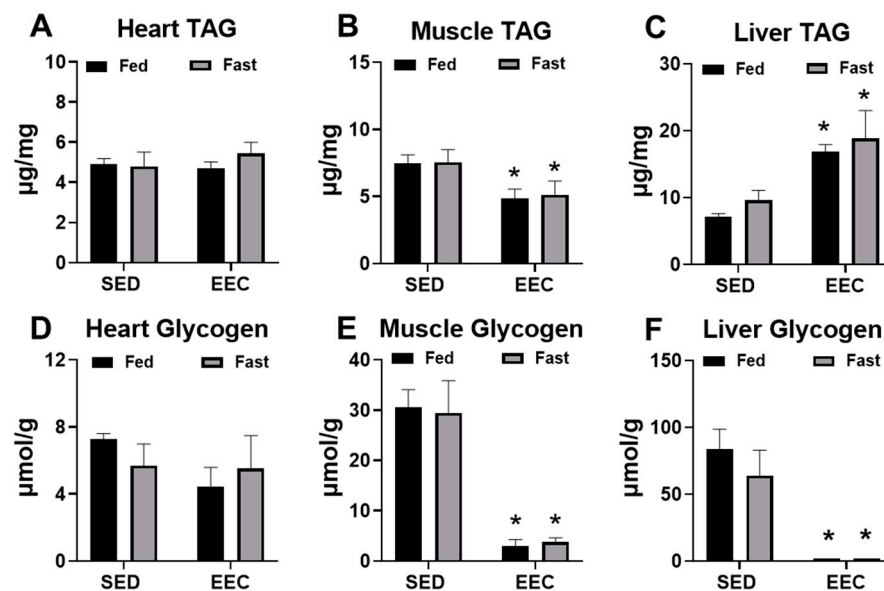 A Heart TAG
Fed Fast
µg/mg
10
8
6
4
2
0
SED EEC
B Muscle TAG
Fed Fast
µg/mg
15
10
5
0
* *
SED EEC
C Liver TAG
Fed Fast
µg/mg
30
20
10
0
* *
SED EEC
D Heart Glycogen
Fed Fast
µmol/g
12
8
4
0
SED EEC
E Muscle Glycogen
Fed Fast
µmol/g
40
30
20
10
0
* *
SED EEC
F Liver Glycogen
Fed Fast
µmol/g
150
100
50
0
* *
SED EEC